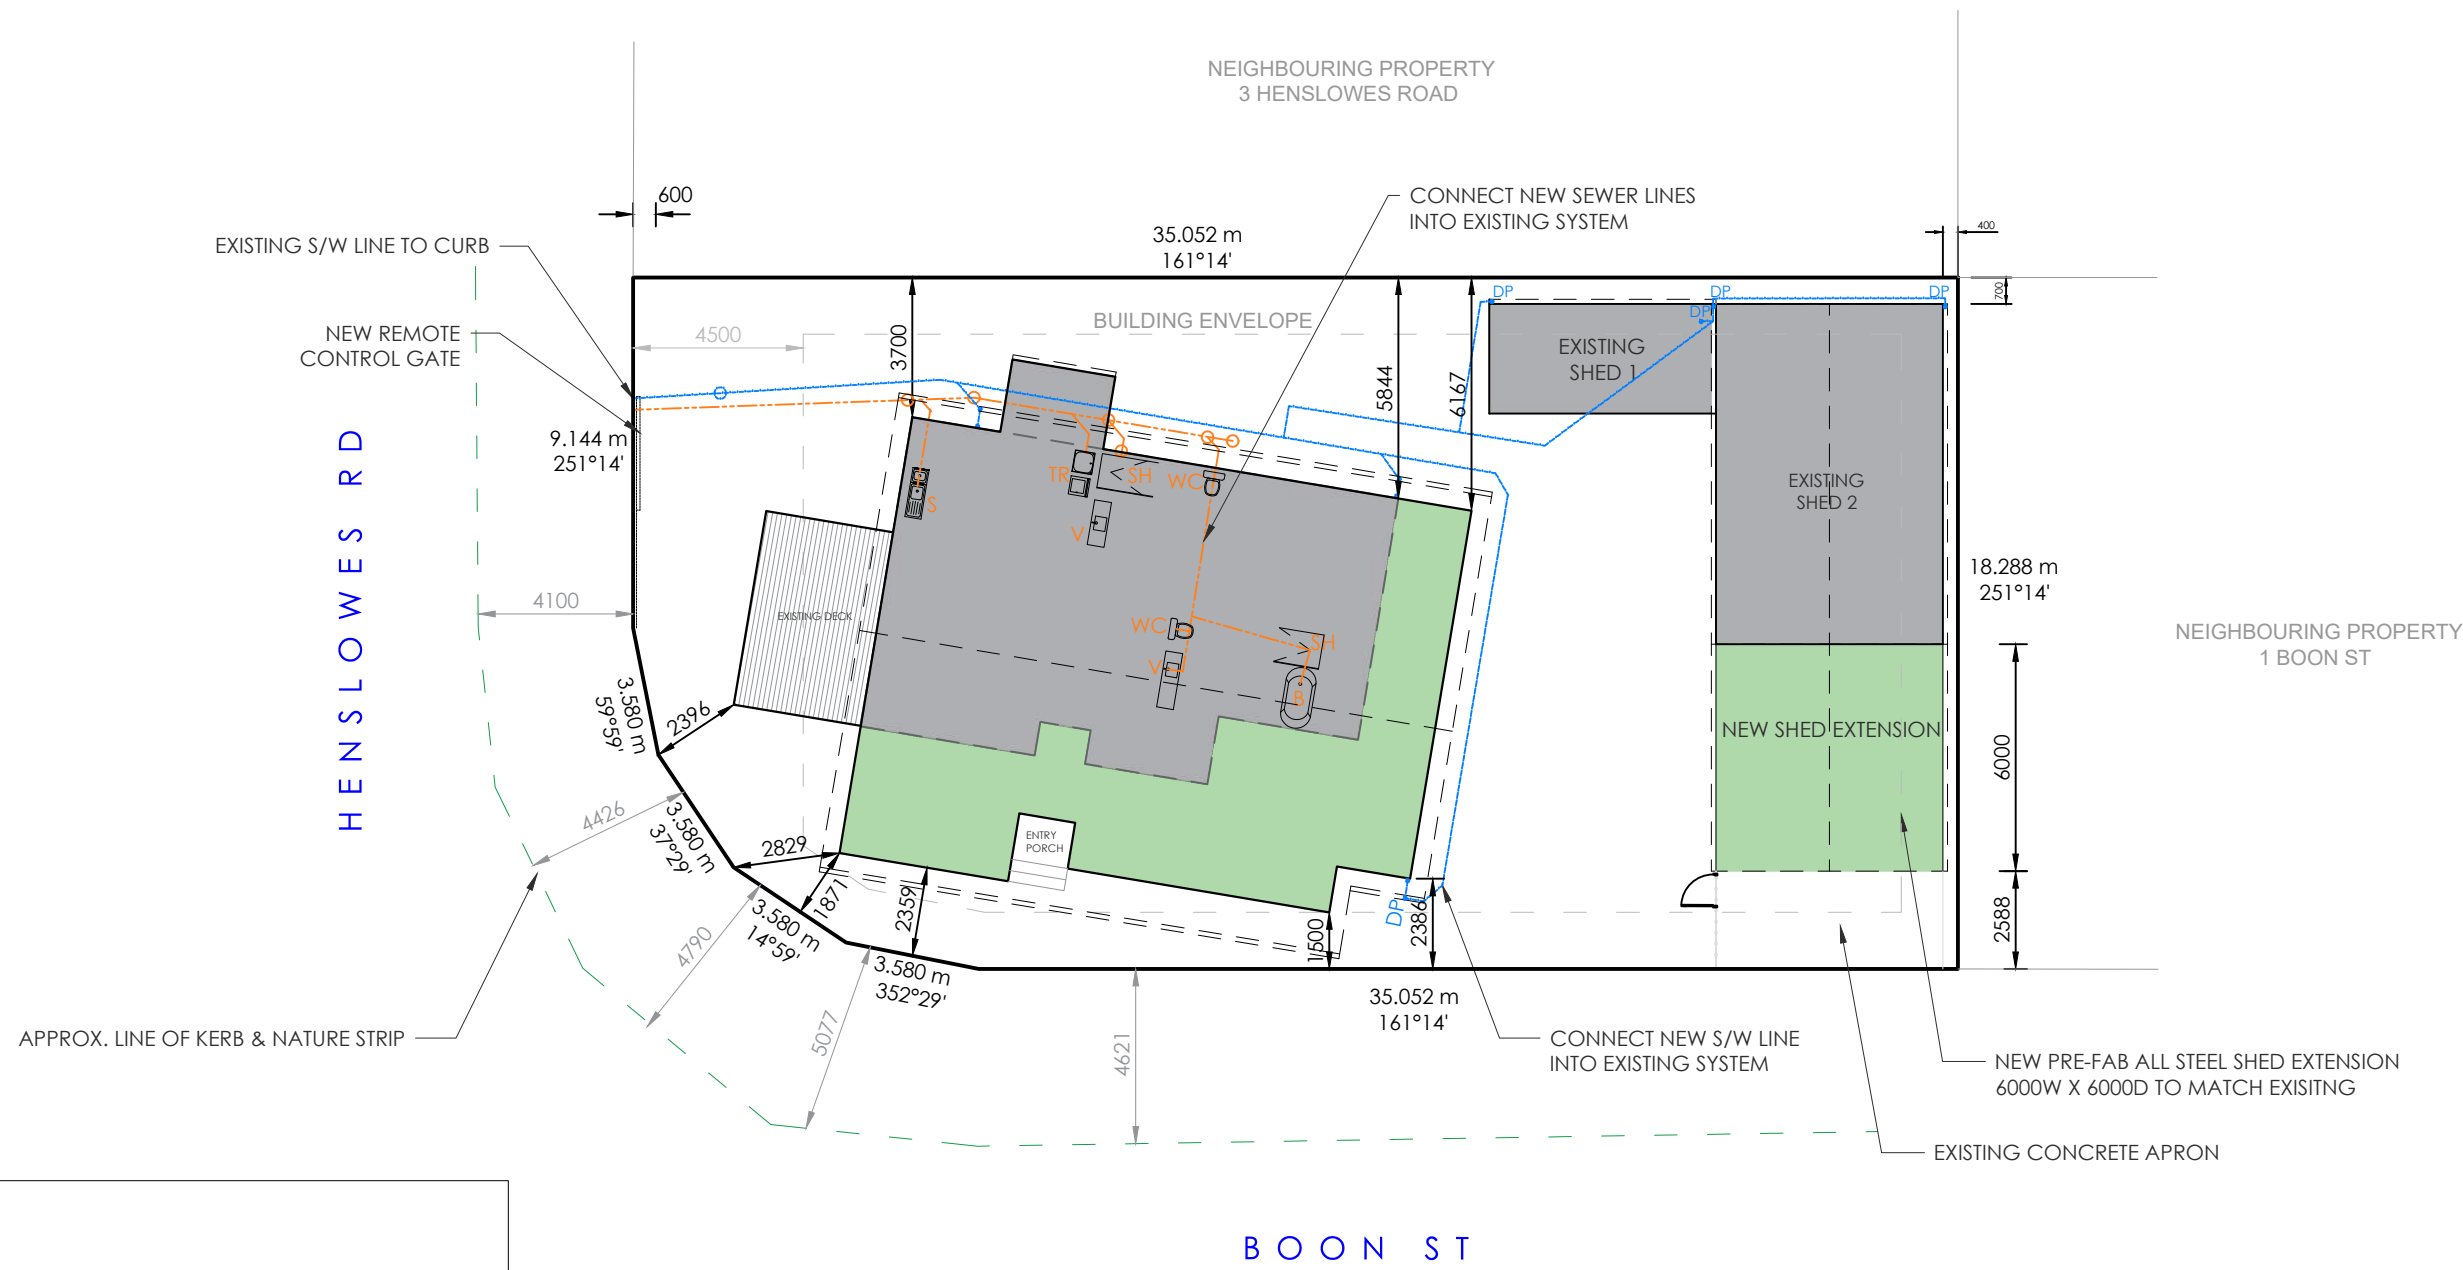 NEIGHBOURING PROPERTY
3 HENSLOWES ROAD
600
CONNECT NEW SEWER LINES
INTO EXISTING SYSTEM
EXISTING S/W LINE TO CURB
35.052 m
161°14'
400
700
DP
DP
DP
DP
NEW REMOTE
CONTROL GATE
4500
BUILDING ENVELOPE
3700
5844
6167
EXISTING
SHED 1
9.144 m
251°14'
HENSLOWES RD
TR
SH
WC
S
V
EXISTING
SHED 2
18.288 m
251°14'
4100
EXISTING DECK
WC
SH
V
B
NEIGHBOURING PROPERTY
1 BOON ST
3.580 m
59°59'
2396
NEW SHED EXTENSION
6000
4426
3.580 m
37°29'
2829
ENTRY
PORCH
1871
2359
DP
2386
1500
2588
4790
3.580 m
14°59'
3.580 m
352°29'
5077
4621
35.052 m
161°14'
APPROX. LINE OF KERB & NATURE STRIP
CONNECT NEW S/W LINE
INTO EXISTING SYSTEM
NEW PRE-FAB ALL STEEL SHED EXTENSION
6000W X 6000D TO MATCH EXISITNG
EXISTING CONCRETE APRON
BOON ST